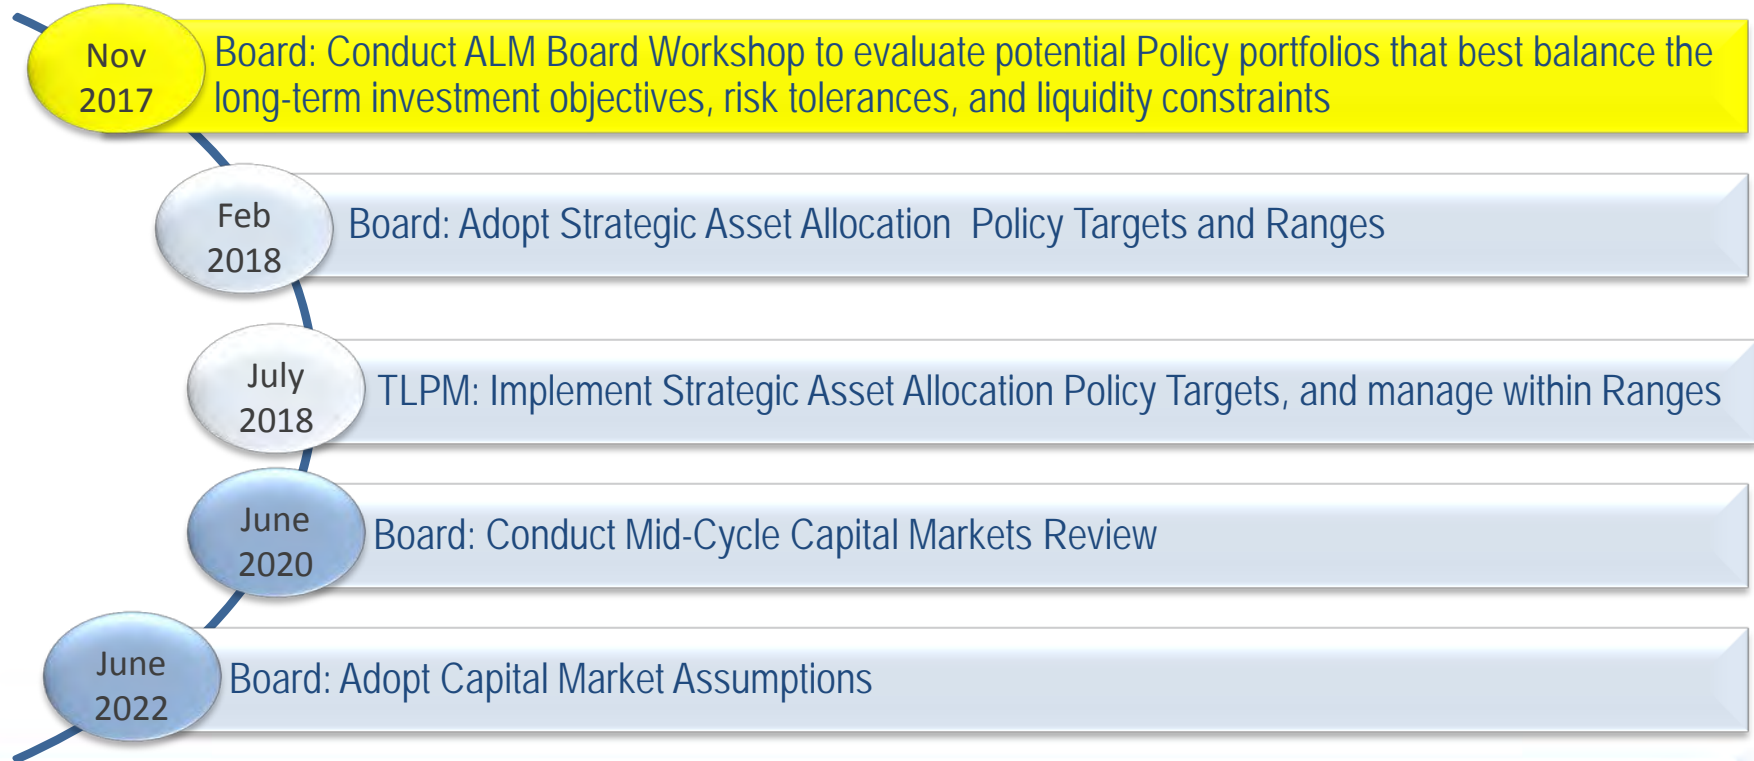 Nov
2017
Board: Conduct ALM Board Workshop to evaluate potential Policy portfolios that best balance the
long-term investment objectives, risk tolerances, and liquidity constraints
Feb
2018
Board: Adopt Strategic Asset Allocation  Policy Targets and Ranges
July
2018
TLPM: Implement Strategic Asset Allocation Policy Targets, and manage within Ranges
June
2020
Board: Conduct Mid-Cycle Capital Markets Review
June
2022
Board: Adopt Capital Market Assumptions